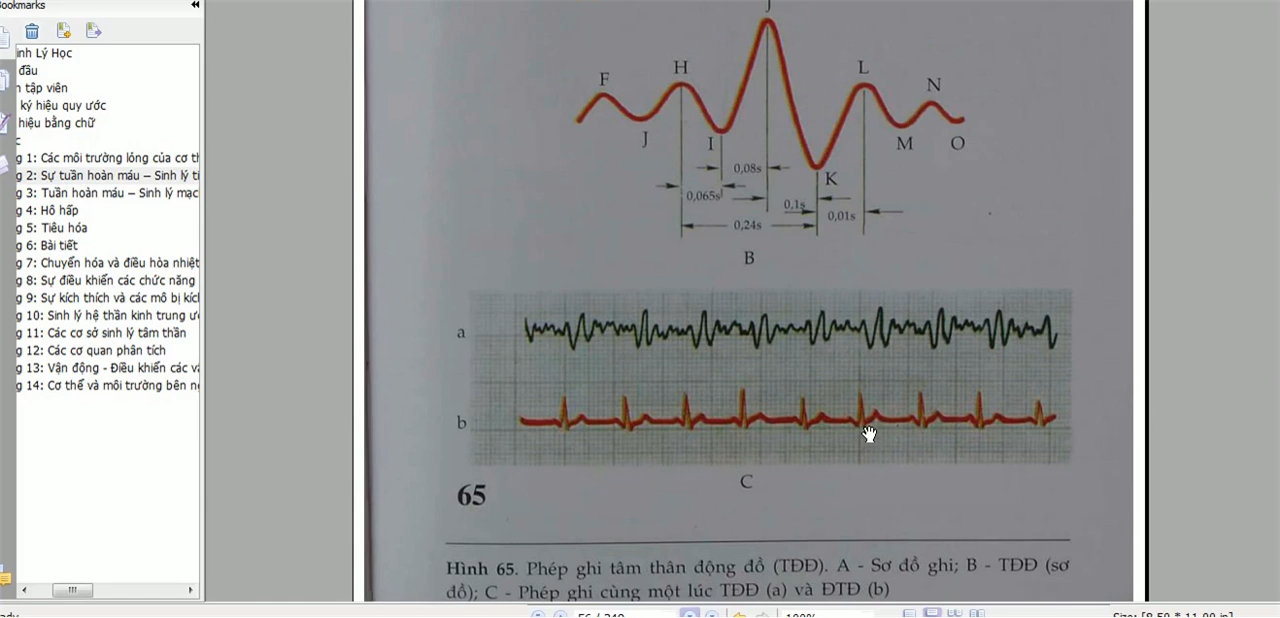 Bookmarks
inh Lý Học
đầu
n tập viên
ký hiệu quy ước
hiệu bằng chữ
c
g 1: Các môi trường lỏng của cơ th
g 2: Sự tuần hoàn máu – Sinh lý ti
g 3: Tuần hoàn máu – Sinh lý mạc
g 4: Hô hấp
g 5: Tiêu hóa
g 6: Bài tiết
g 7: Chuyển hóa và điều hòa nhiệt
g 8: Sự điều khiển các chức năng
g 9: Sự kích thích và các mô bị kíc
g 10: Sinh lý hệ thần kinh trung ư
g 11: Các cơ sở sinh lý tâm thần
g 12: Các cơ quan phân tích
g 13: Vận động - Điều khiển các v
g 14: Cơ thể và môi trường bên n
J
F H L N
J I M O
K
0,08s
0,065s
0,1s
0,01s
0,24s
B
a
b
C
65
Hình 65. Phép ghi tâm thân động đồ (TĐĐ). A - Sơ đồ ghi; B - TĐĐ (sơ
đồ); C - Phép ghi cùng một lúc TĐĐ (a) và ĐTĐ (b)